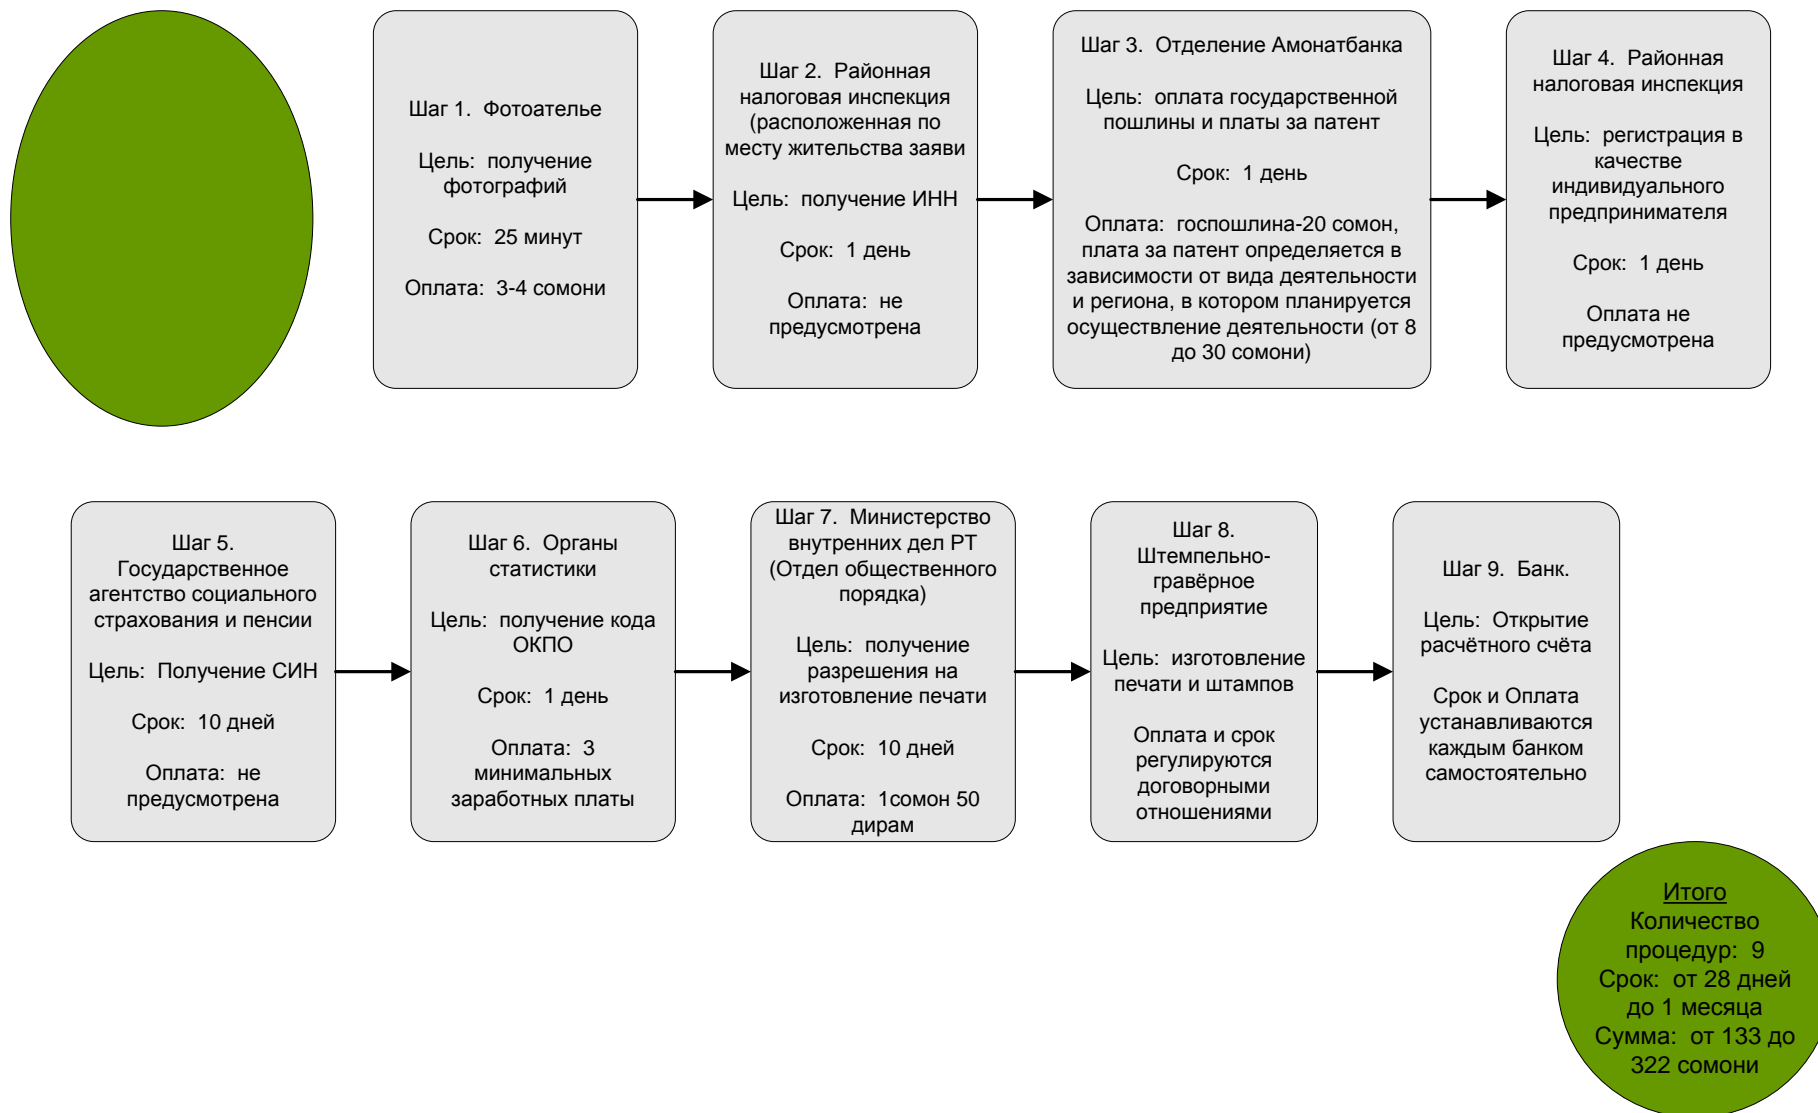 Шаг 1. Фотоателье
Цель: получение
фотографий
Срок: 25 минут
Оплата: 3-4 сомони
Шаг 2. Районная
налоговая инспекция
(расположенная по
месту жительства заяви
Цель: получение ИНН
Срок: 1 день
Оплата: не
предусмотрена
Шаг 3. Отделение Амонатбанка
Цель: оплата государственной
пошлины и платы за патент
Срок: 1 день
Оплата: госпошлина-20 сомон,
плата за патент определяется в
зависимости от вида деятельности
и региона, в котором планируется
осуществление деятельности (от 8
до 30 сомони)
Шаг 4. Районная
налоговая инспекция
Цель: регистрация в
качестве
индивидуального
предпринимателя
Срок: 1 день
Оплата не
предусмотрена
Шаг 5.
Государственное
агентство социального
страхования и пенсии
Цель: Получение СИН
Срок: 10 дней
Оплата: не
предусмотрена
Шаг 6. Органы
статистики
Цель: получение кода
ОКПО
Срок: 1 день
Оплата: 3
минимальных
заработных платы
Шаг 7. Министерство
внутренних дел РТ
(Отдел общественного
порядка)
Цель: получение
разрешения на
изготовление печати
Срок: 10 дней
Оплата: 1сомон 50
дирам
Шаг 8.
Штемпельно-
гравёрное
предприятие
Цель: изготовление
печати и штампов
Оплата и срок
регулируются
договорными
отношениями
Шаг 9. Банк.
Цель: Открытие
расчётного счёта
Срок и Оплата
устанавливаются
каждым банком
самостоятельно
Итого
Количество
процедур: 9
Срок: от 28 дней
до 1 месяца
Сумма: от 133 до
322 сомони